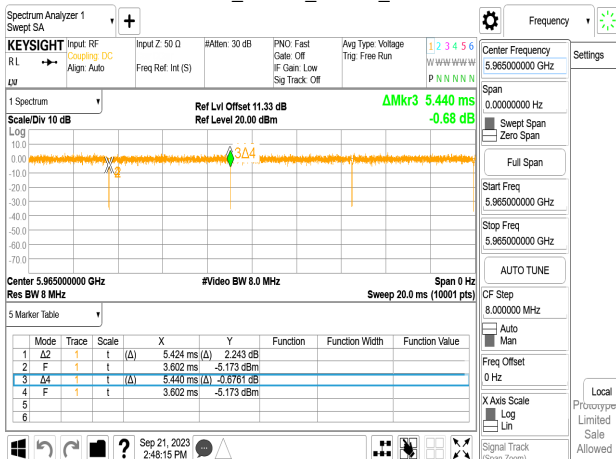 Spectrum Analyzer 1
Swept SA
Frequency
KEYSIGHT
Input: RF
Coupling: DC
Align: Auto
RL
LXI
Input Z: 50 Ω
Freq Ref: Int (S)
#Atten: 30 dB
PNO: Fast
Gate: Off
IF Gain: Low
Sig Track: Off
Avg Type: Voltage
Trig: Free Run
1 2 3 4 5 6
W W W W W W
P N N N N N
Center Frequency
5.965000000 GHz
Settings
1 Spectrum
Scale/Div 10 dB
Ref Lvl Offset 11.33 dB
Ref Level 20.00 dBm
ΔMkr3 5.440 ms
-0.68 dB
Log
10.0
0.00
-10.0
-20.0
-30.0
-40.0
-50.0
-60.0
-70.0
3Δ4
2
Center 5.965000000 GHz
Res BW 8 MHz
#Video BW 8.0 MHz
Span 0 Hz
Sweep 20.0 ms (10001 pts)
5 Marker Table
Mode Trace Scale X Y Function Function Width Function Value
1 Δ2 1 t (Δ) 5.424 ms (Δ) 2.243 dB
2 F 1 t 3.602 ms -5.173 dBm
3 Δ4 1 t (Δ) 5.440 ms (Δ) -0.6761 dB
4 F 1 t 3.602 ms -5.173 dBm
5
6
Span
0.00000000 Hz
Swept Span
Zero Span
Full Span
Start Freq
5.965000000 GHz
Stop Freq
5.965000000 GHz
AUTO TUNE
CF Step
8.000000 MHz
Auto
Man
Freq Offset
0 Hz
X Axis Scale
Log
Lin
Signal Track
(Span Zoom)
Local
Prototype
Limited
Sale
Allowed
Sep 21, 2023
2:48:15 PM